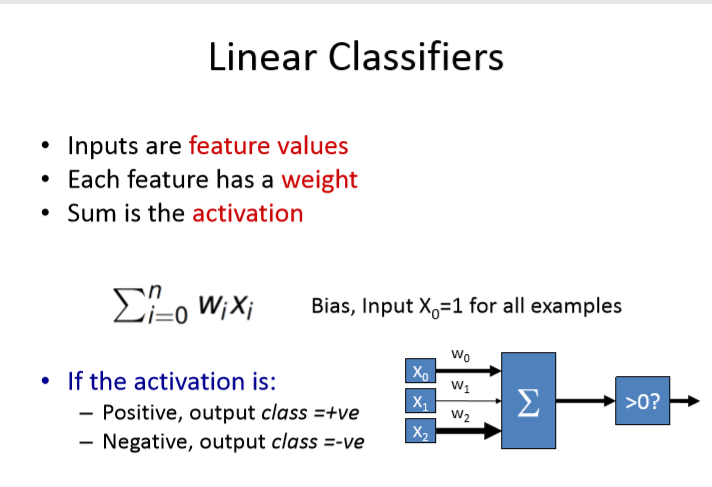 Linear Classifiers
• Inputs are feature values
• Each feature has a weight
• Sum is the activation
∑ⁿᵢ₌₀ WᵢXᵢ
Bias, Input X₀=1 for all examples
• If the activation is:
– Positive, output class =+ve
– Negative, output class =-ve
X₀
W₀
X₁
W₁
X₂
W₂
Σ
>0?